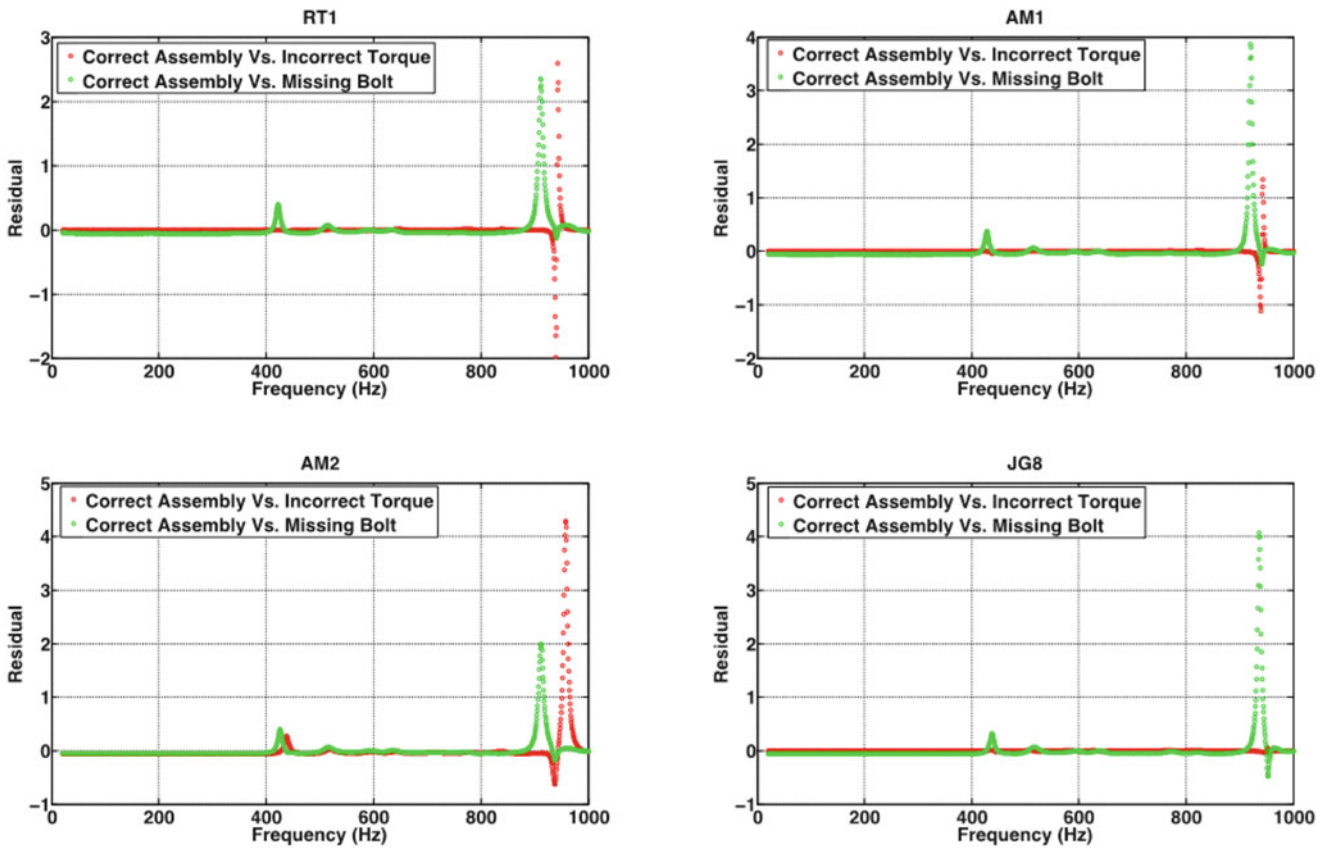 RT1
3
2
1
0
−1
−2
Residual
Correct Assembly Vs. Incorrect Torque
Correct Assembly Vs. Missing Bolt
0 200 400 600 800 1000
Frequency (Hz)
AM1
4
3
2
1
0
−1
−2
Residual
Correct Assembly Vs. Incorrect Torque
Correct Assembly Vs. Missing Bolt
0 200 400 600 800 1000
Frequency (Hz)
AM2
5
4
3
2
1
0
−1
Residual
Correct Assembly Vs. Incorrect Torque
Correct Assembly Vs. Missing Bolt
0 200 400 600 800 1000
Frequency (Hz)
JG8
5
4
3
2
1
0
−1
Residual
Correct Assembly Vs. Incorrect Torque
Correct Assembly Vs. Missing Bolt
0 200 400 600 800 1000
Frequency (Hz)